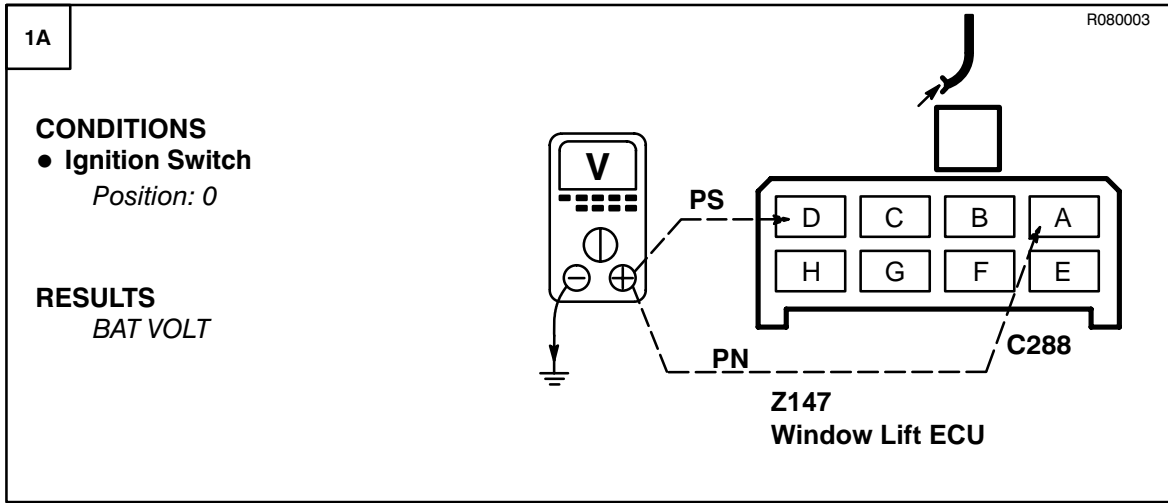 1A
R080003
CONDITIONS
● Ignition Switch
Position: 0
RESULTS
BAT VOLT
V
PS
D C B A
H G F E
PN
C288
Z147
Window Lift ECU